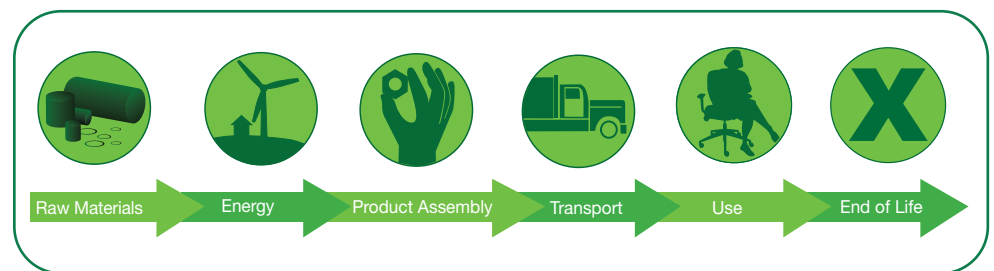 Raw Materials
Energy
Product Assembly
Transport
Use
End of Life